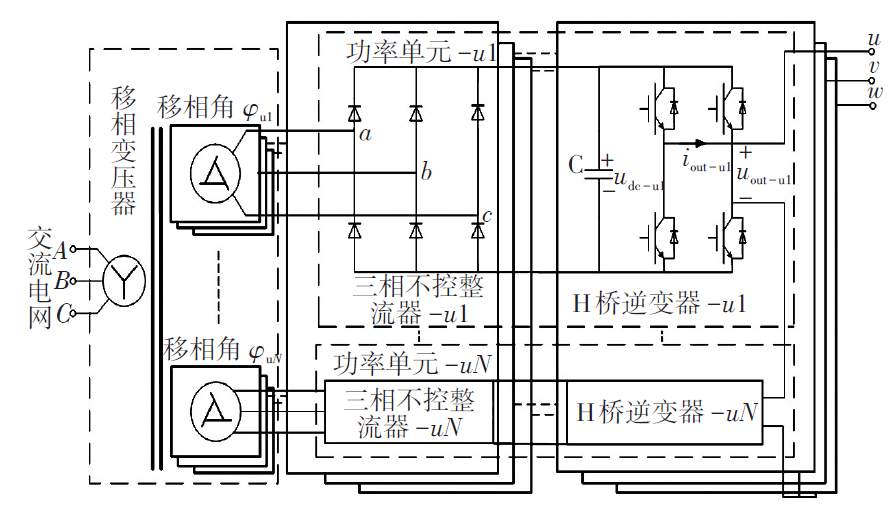 移相变压器
交流电网
A
B
C
移相角 φu1
移相角 φuN
功率单元-u1
a
b
c
三相不控整
流器-u1
C
+
udc-u1
−
iout-u1
+
uout-u1
−
H桥逆变器-u1
u
v
w
功率单元-uN
三相不控整
流器-uN
H桥逆变器-uN